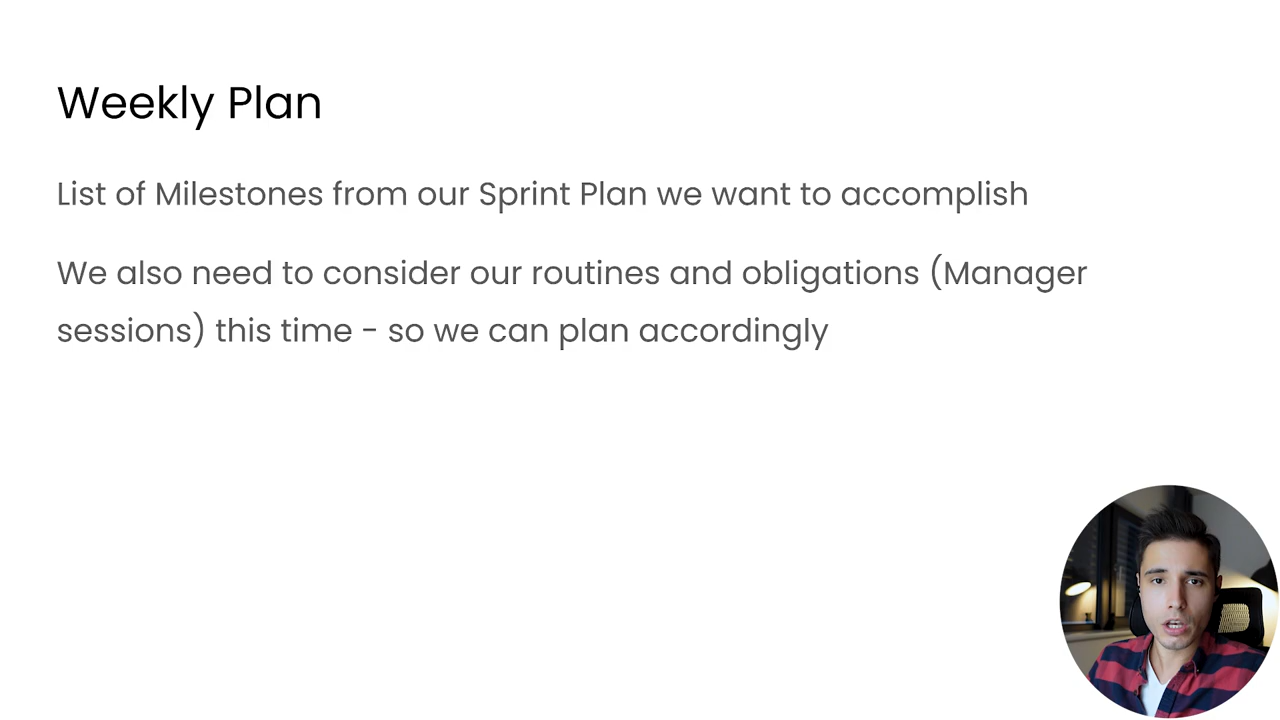 Weekly Plan
List of Milestones from our Sprint Plan we want to accomplish
We also need to consider our routines and obligations (Manager
sessions) this time - so we can plan accordingly